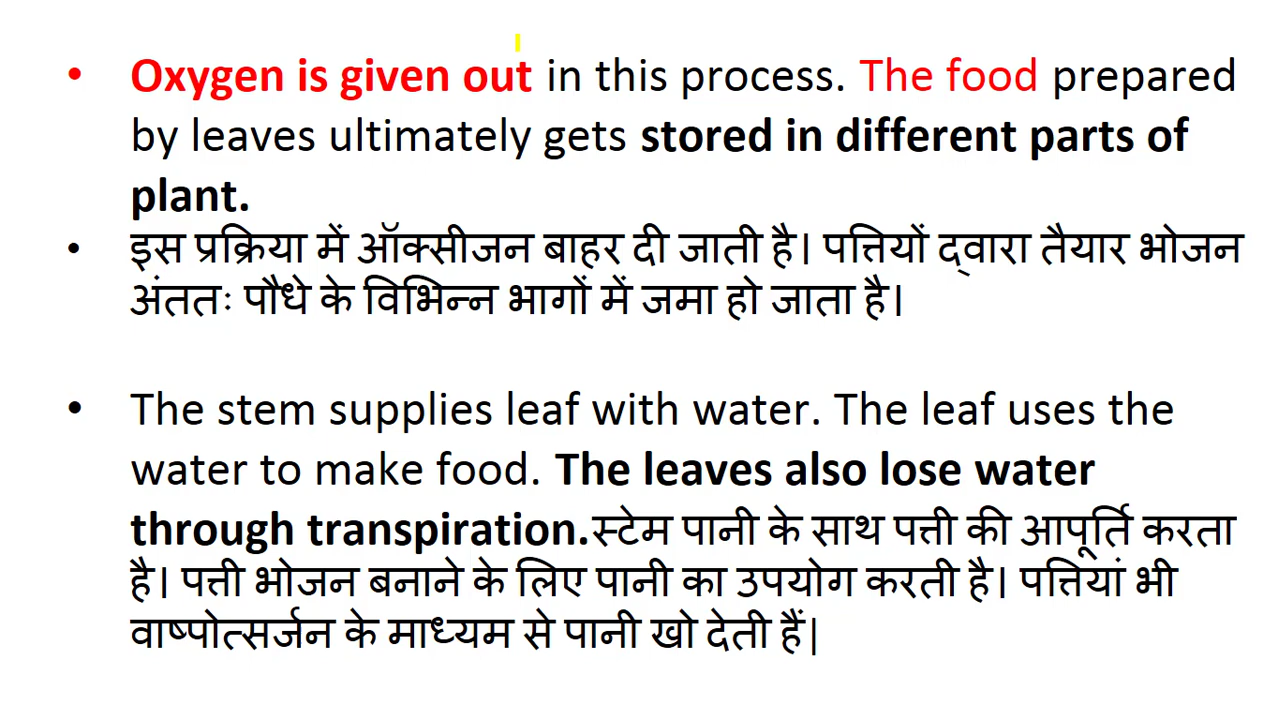 • Oxygen is given out in this process. The food prepared
by leaves ultimately gets stored in different parts of
plant.
• इस प्रक्रिया में ऑक्सीजन बाहर दी जाती है। पत्तियों द्वारा तैयार भोजन
अंततः पौधे के विभिन्न भागों में जमा हो जाता है।
• The stem supplies leaf with water. The leaf uses the
water to make food. The leaves also lose water
through transpiration.स्टेम पानी के साथ पत्ती की आपूर्ति करता
है। पत्ती भोजन बनाने के लिए पानी का उपयोग करती है। पत्तियां भी
वाष्पोत्सर्जन के माध्यम से पानी खो देती हैं|